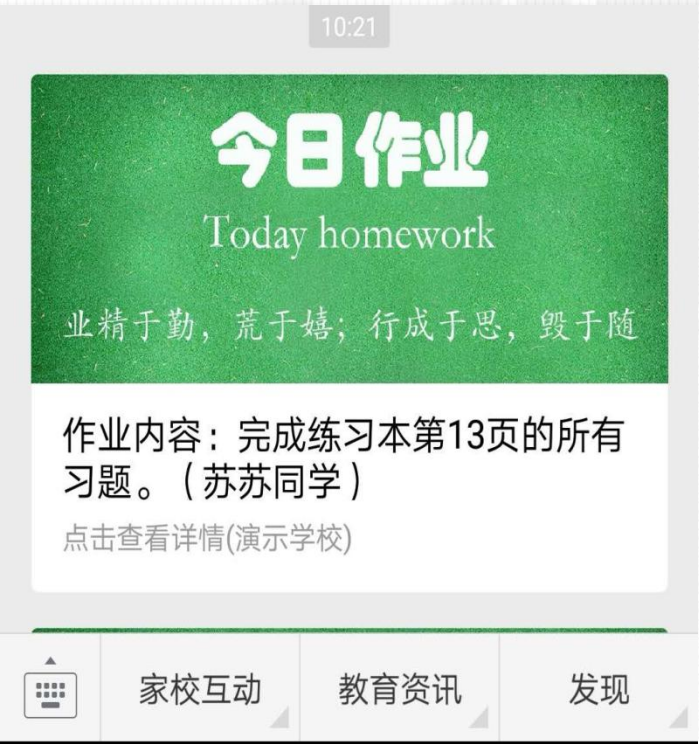 10:21
今日作业
Today homework
业精于勤，荒于嬉；行成于思，毁于随
作业内容：完成练习本第13页的所有
习题。（苏苏同学）
点击查看详情(演示学校)
家校互动
教育资讯
发现